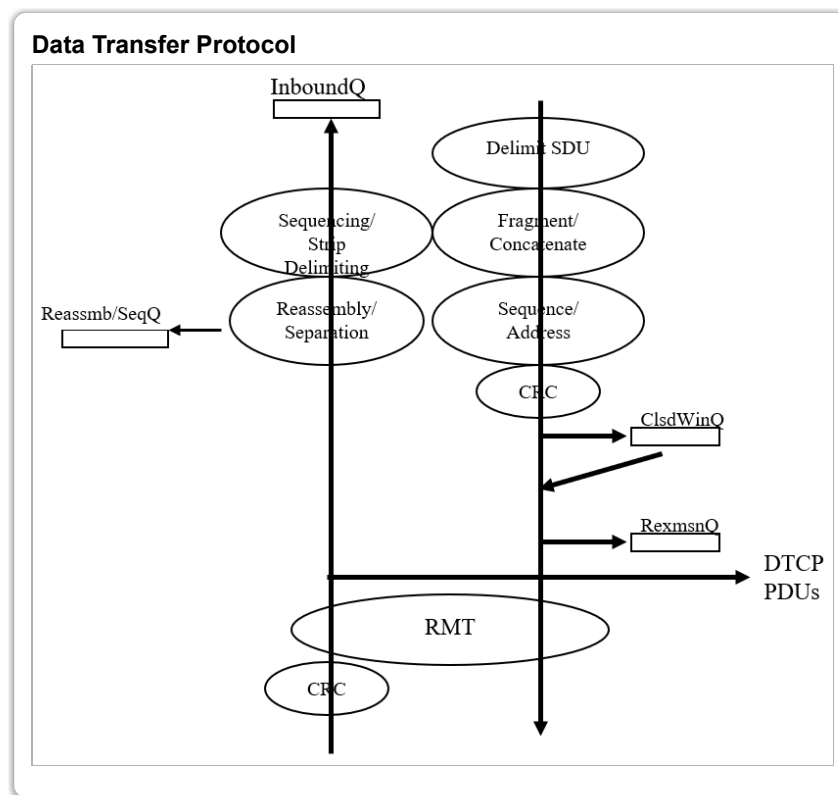 Data Transfer Protocol
InboundQ
Delimit SDU
Sequencing/
Strip
Delimiting
Fragment/
Concatenate
Reassmb/SeqQ
Reassembly/
Separation
Sequence/
Address
CRC
ClsdWinQ
RexmsnQ
DTCP
PDUs
RMT
CRC